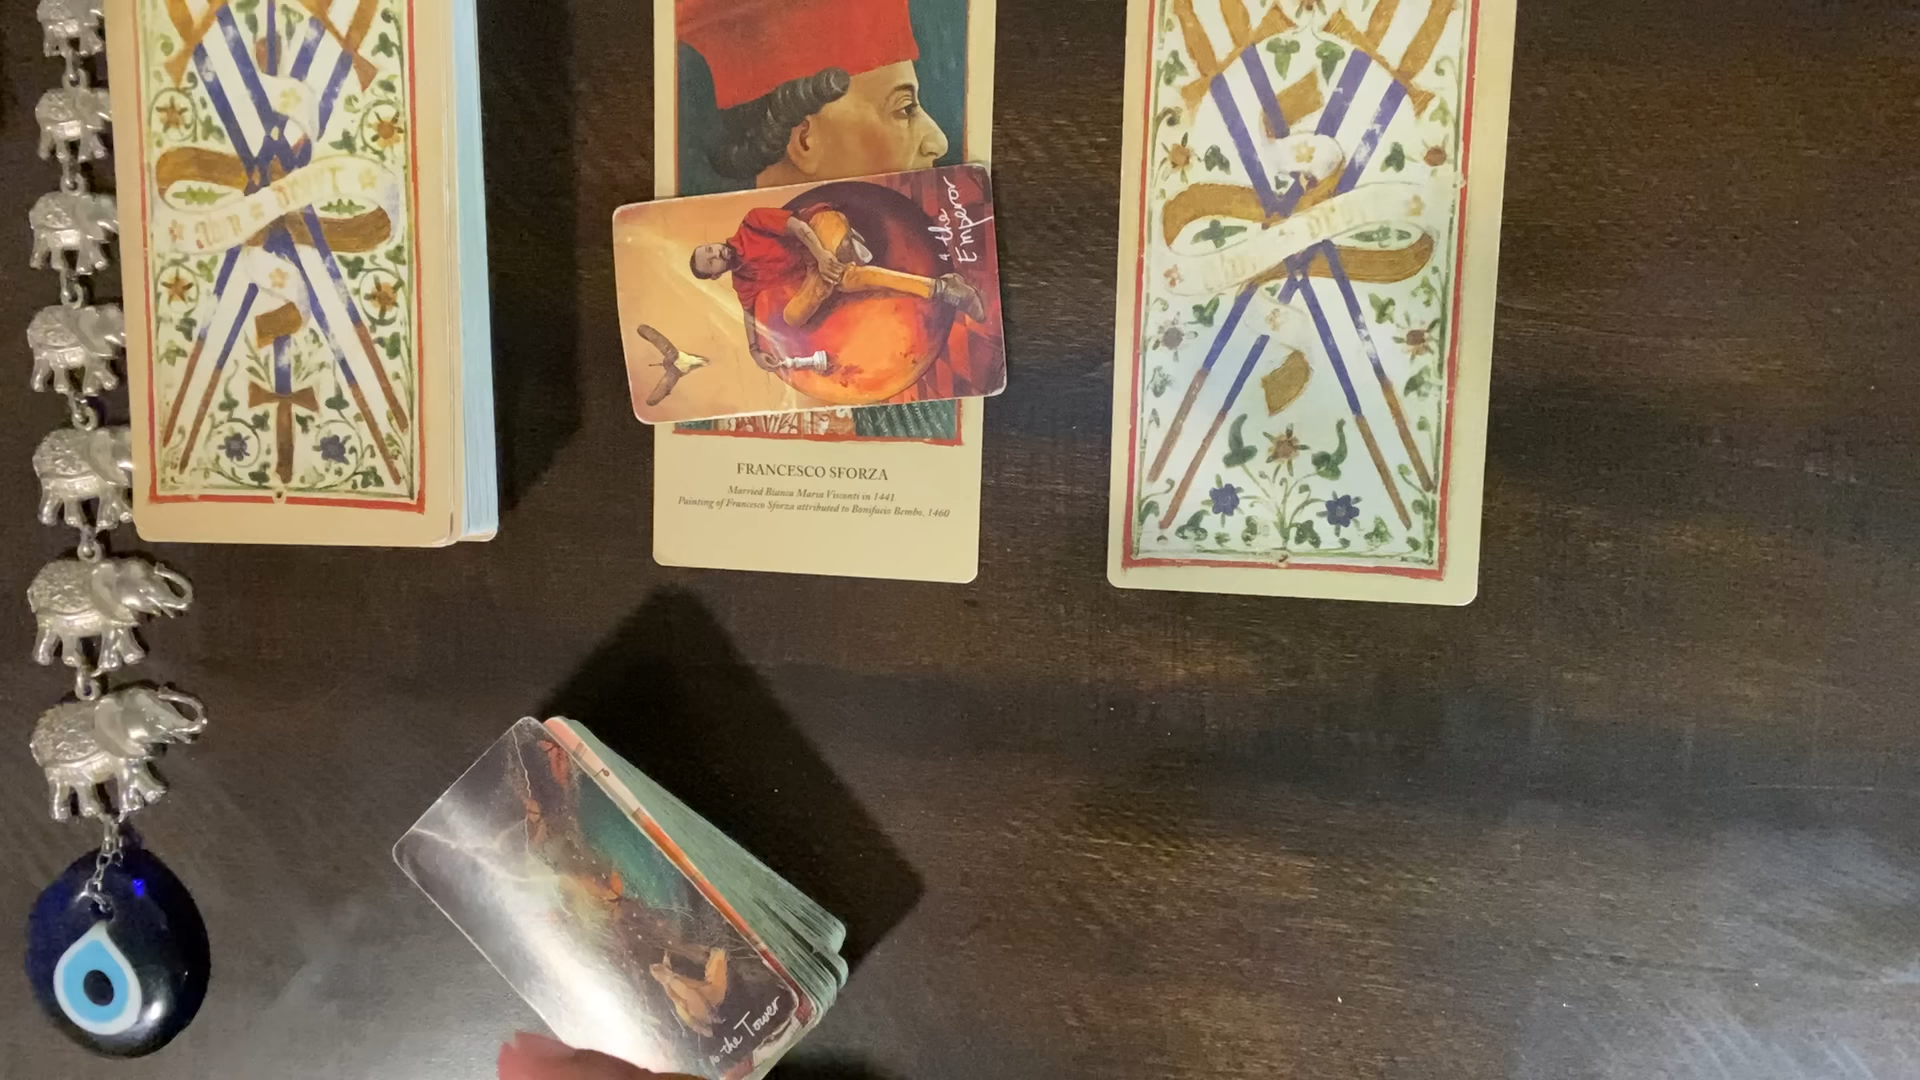 4. the
Emperor
FRANCESCO SFORZA
Married Bianca Maria Visconti in 1441
Painting of Francesco Sforza attributed to Bonifacio Bembo, 1460
16. the Tower